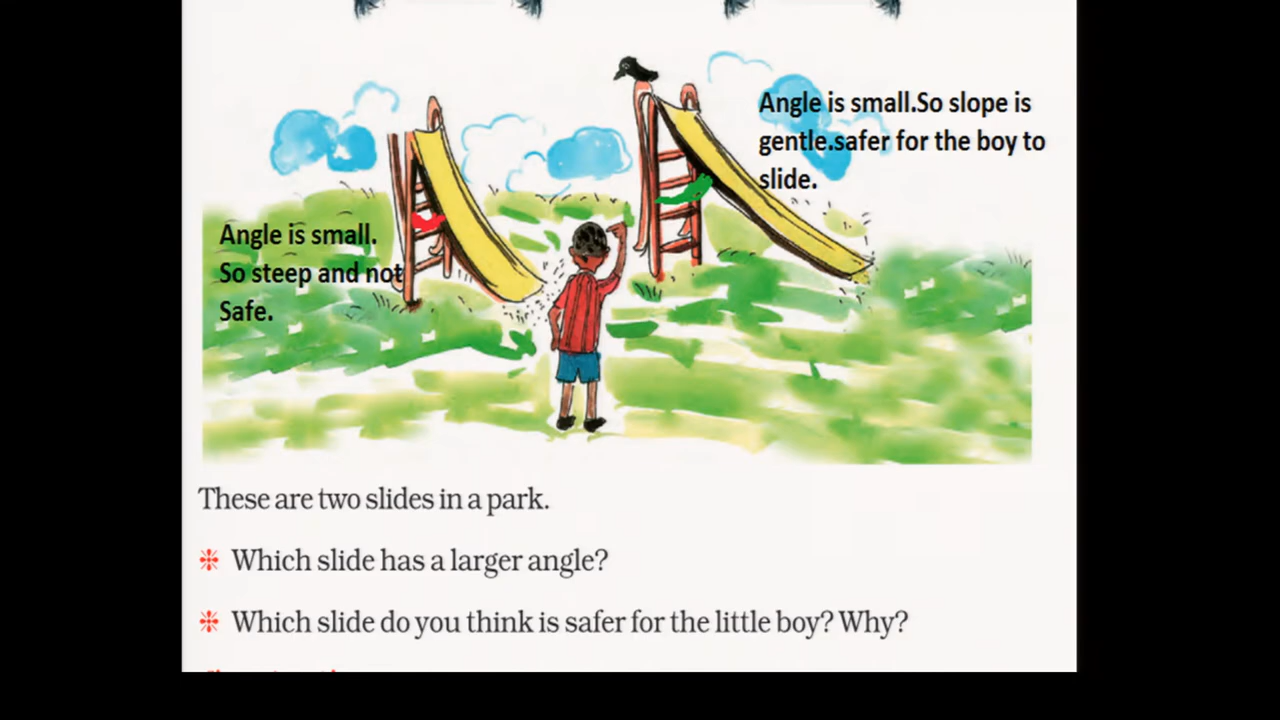 Angle is small.So slope is
gentle.safer for the boy to
slide.
Angle is small.
So steep and not
Safe.
These are two slides in a park.
Which slide has a larger angle?
Which slide do you think is safer for the little boy? Why?